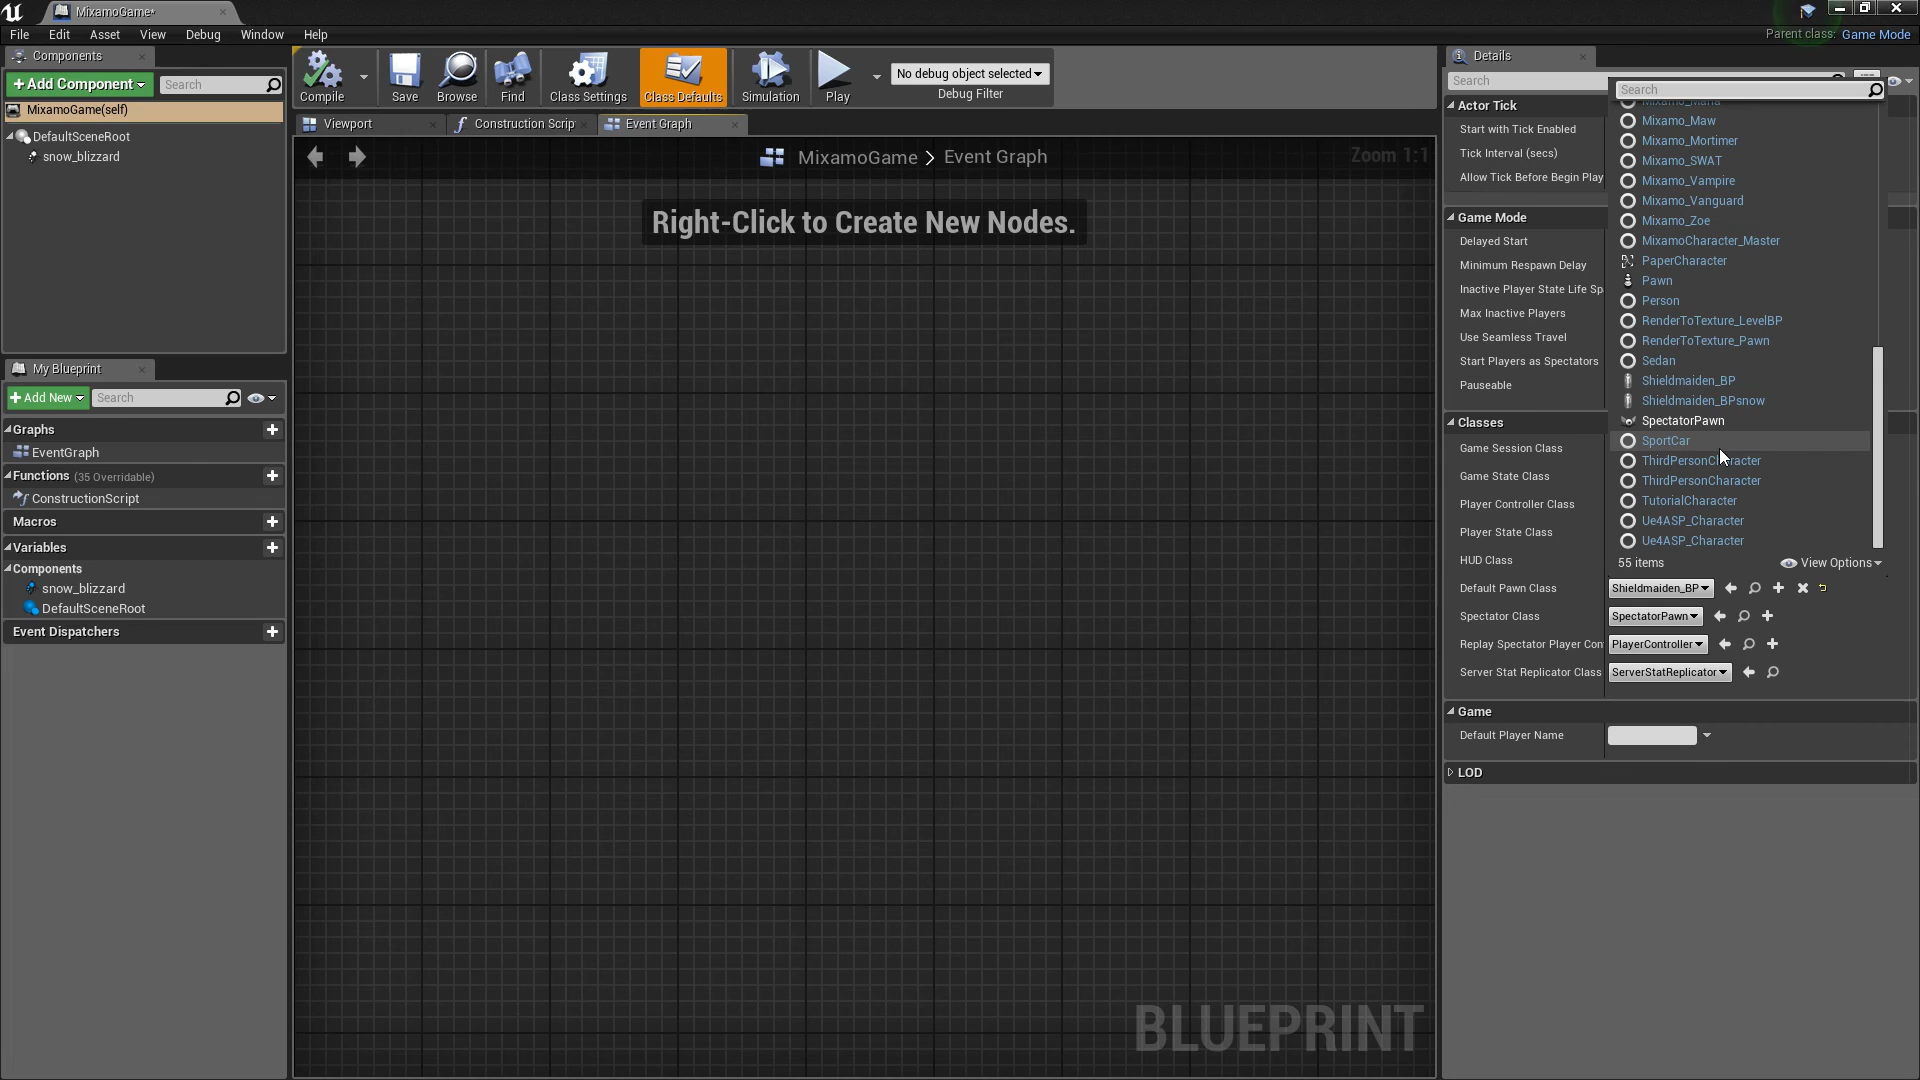 MixamoGame*
File Edit Asset View Debug Window Help
Parent class: Game Mode
Components
+Add Component
Search
MixamoGame(self)
DefaultSceneRoot
snow_blizzard
My Blueprint
+Add New
Search
Graphs
EventGraph
Functions (35 Overridable)
ConstructionScript
Macros
Variables
Components
snow_blizzard
DefaultSceneRoot
Event Dispatchers
Compile
Save
Browse
Find
Class Settings
Class Defaults
Simulation
Play
No debug object selected
Debug Filter
Viewport
Construction Scrip
Event Graph
MixamoGame > Event Graph
Zoom 1:1
Right-Click to Create New Nodes.
BLUEPRINT
Details
Search
Actor Tick
Start with Tick Enabled
Tick Interval (secs)
Allow Tick Before Begin Play
Game Mode
Delayed Start
Minimum Respawn Delay
Inactive Player State Life Sp
Max Inactive Players
Use Seamless Travel
Start Players as Spectators
Pauseable
Classes
Game Session Class
Game State Class
Player Controller Class
Player State Class
HUD Class
Default Pawn Class
Shieldmaiden_BP
Spectator Class
SpectatorPawn
Replay Spectator Player Con
PlayerController
Server Stat Replicator Class
ServerStatReplicator
Game
Default Player Name
LOD
Search
Mixamo_Maria
Mixamo_Maw
Mixamo_Mortimer
Mixamo_SWAT
Mixamo_Vampire
Mixamo_Vanguard
Mixamo_Zoe
MixamoCharacter_Master
PaperCharacter
Pawn
Person
RenderToTexture_LevelBP
RenderToTexture_Pawn
Sedan
Shieldmaiden_BP
Shieldmaiden_BPsnow
SpectatorPawn
SportCar
ThirdPersonCharacter
ThirdPersonCharacter
TutorialCharacter
Ue4ASP_Character
Ue4ASP_Character
55 items
View Options